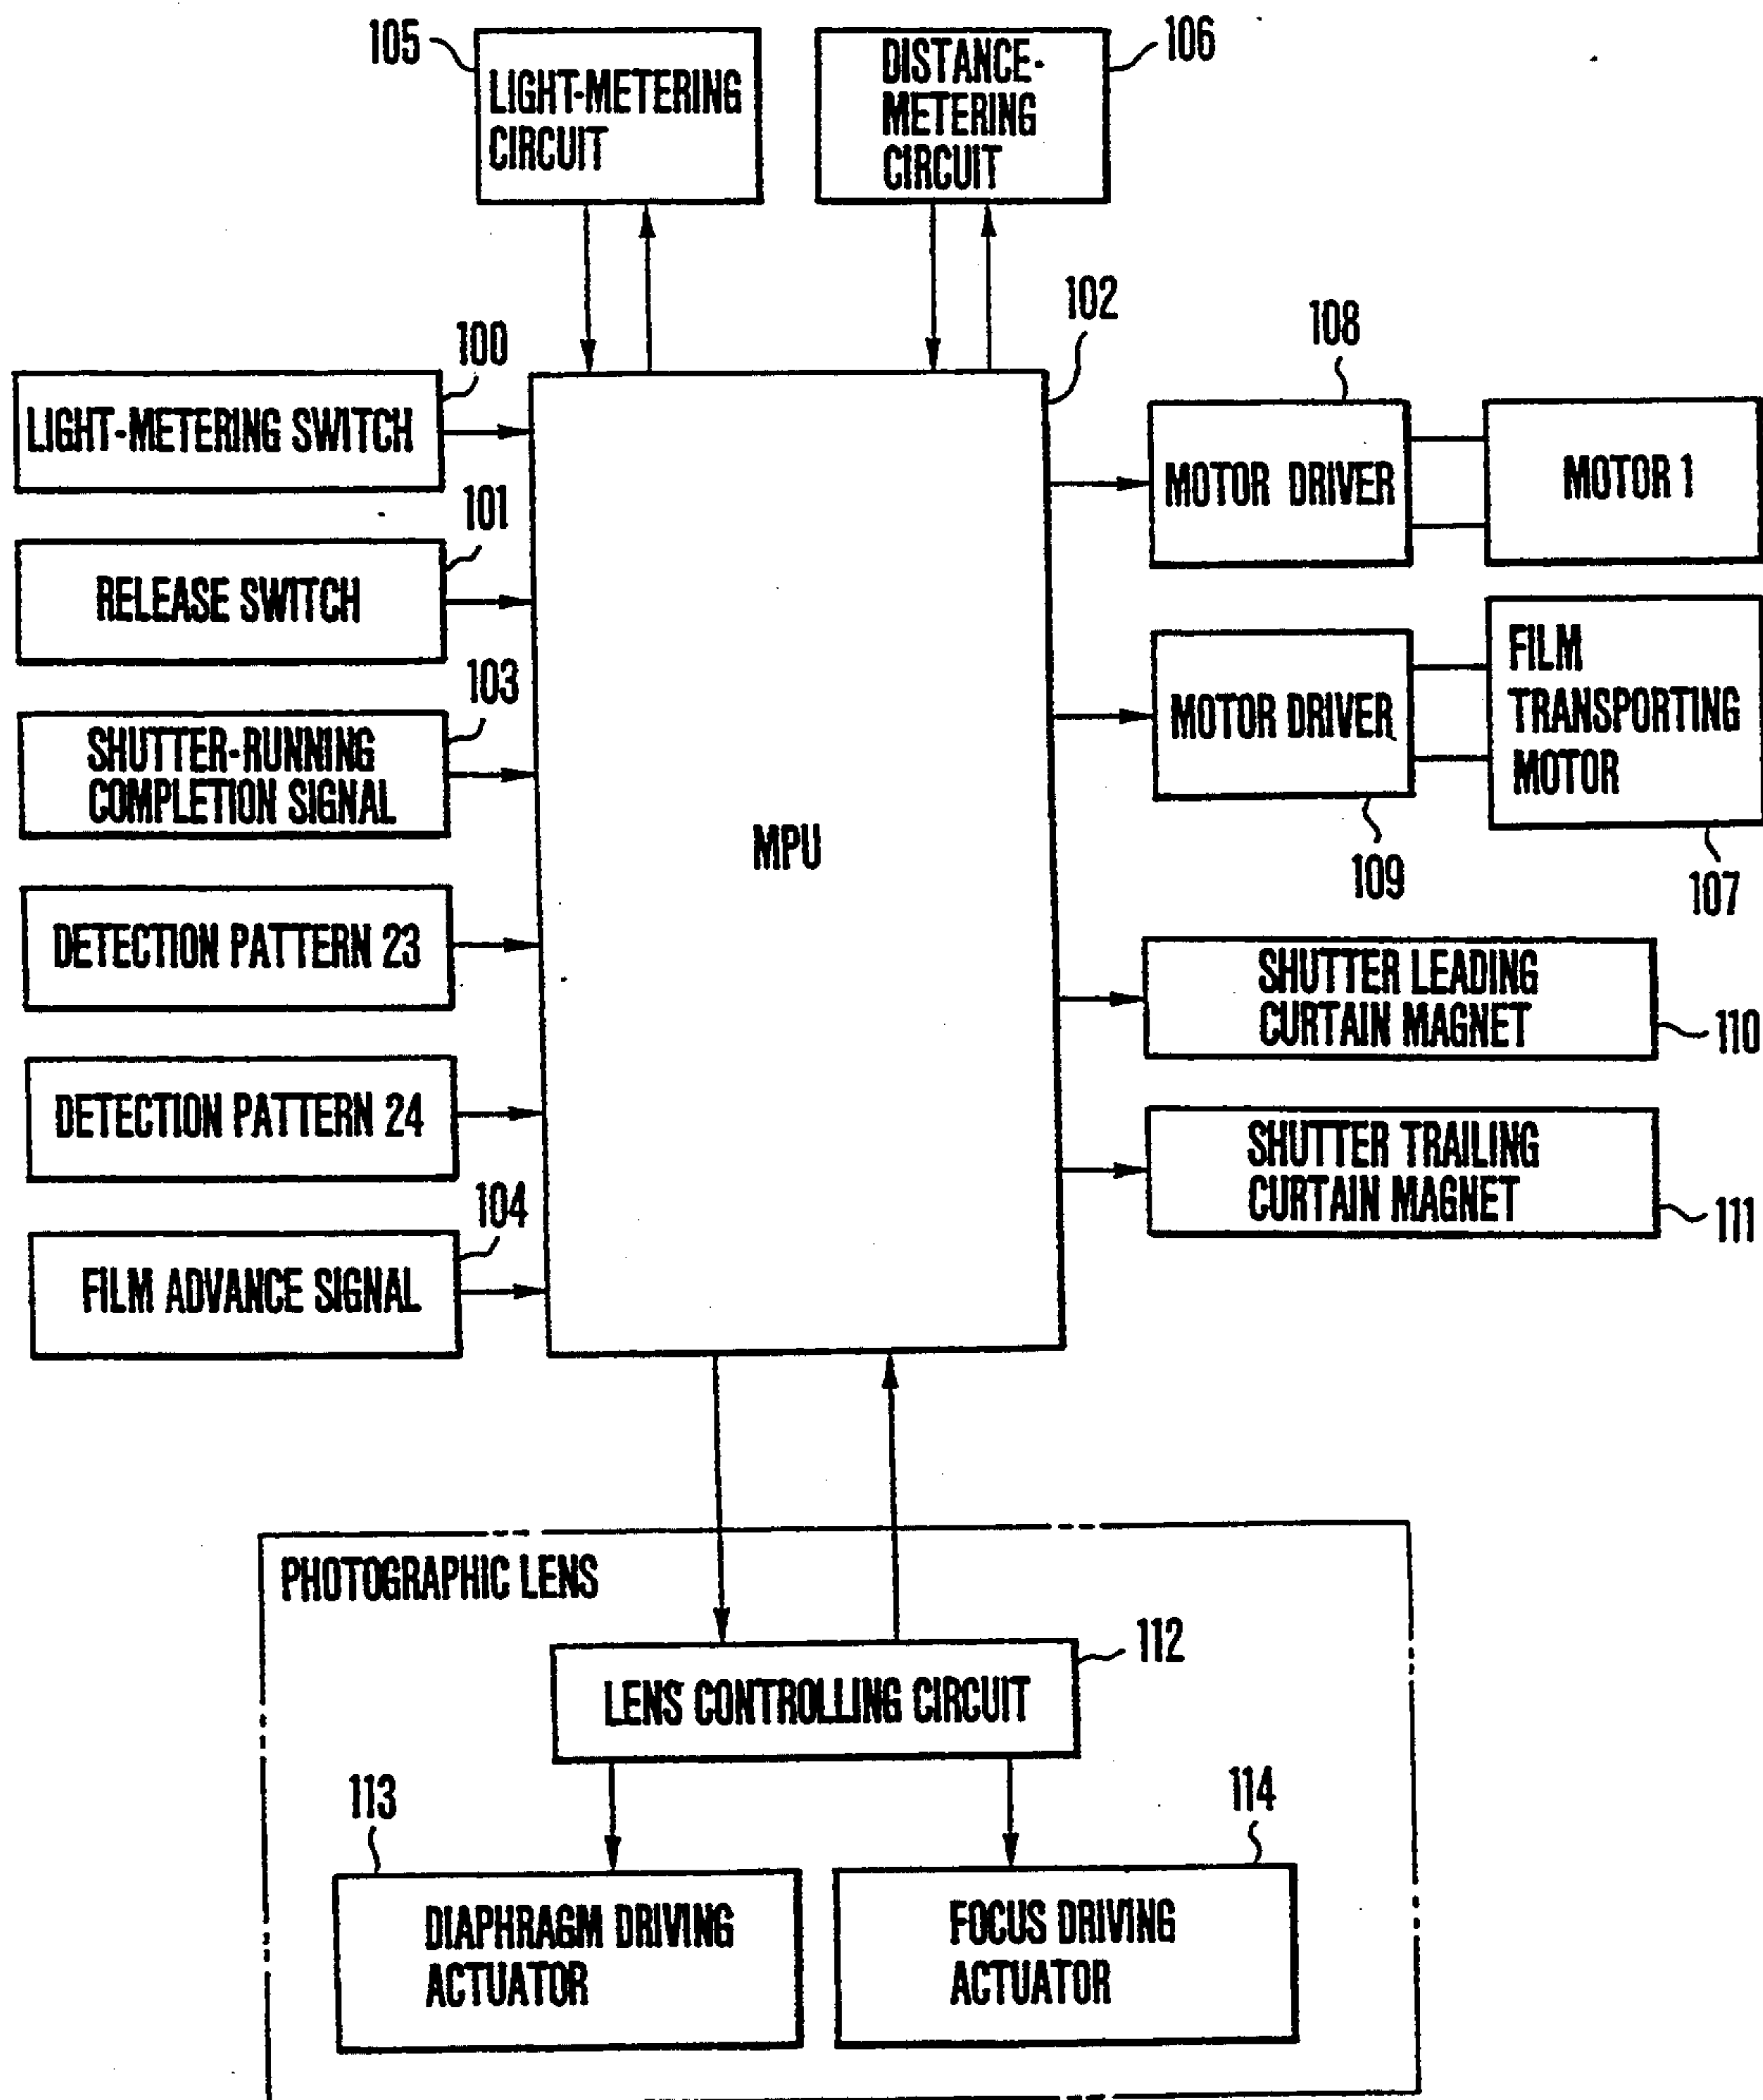 105
LIGHT-METERING
CIRCUIT
DISTANCE-
METERING
CIRCUIT
106
100
LIGHT-METERING SWITCH
101
RELEASE SWITCH
103
SHUTTER-RUNNING
COMPLETION SIGNAL
DETECTION PATTERN 23
DETECTION PATTERN 24
104
FILM ADVANCE SIGNAL
102
MPU
108
MOTOR DRIVER
MOTOR 1
MOTOR DRIVER
109
FILM
TRANSPORTING
MOTOR
107
SHUTTER LEADING
CURTAIN MAGNET
110
SHUTTER TRAILING
CURTAIN MAGNET
111
PHOTOGRAPHIC LENS
112
LENS CONTROLLING CIRCUIT
113
DIAPHRAGM DRIVING
ACTUATOR
114
FOCUS DRIVING
ACTUATOR